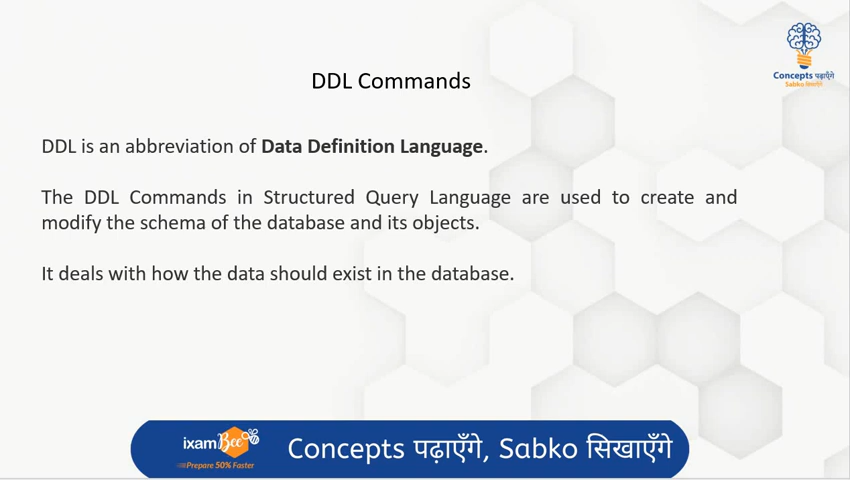 DDL Commands
Concepts पढ़ाएँगे
Sabko सिखाएँगे
DDL is an abbreviation of Data Definition Language.
The DDL Commands in Structured Query Language are used to create and
modify the schema of the database and its objects.
It deals with how the data should exist in the database.
ixamBee
Prepare 50% Faster
Concepts पढ़ाएँगे, Sabko सिखाएँगे